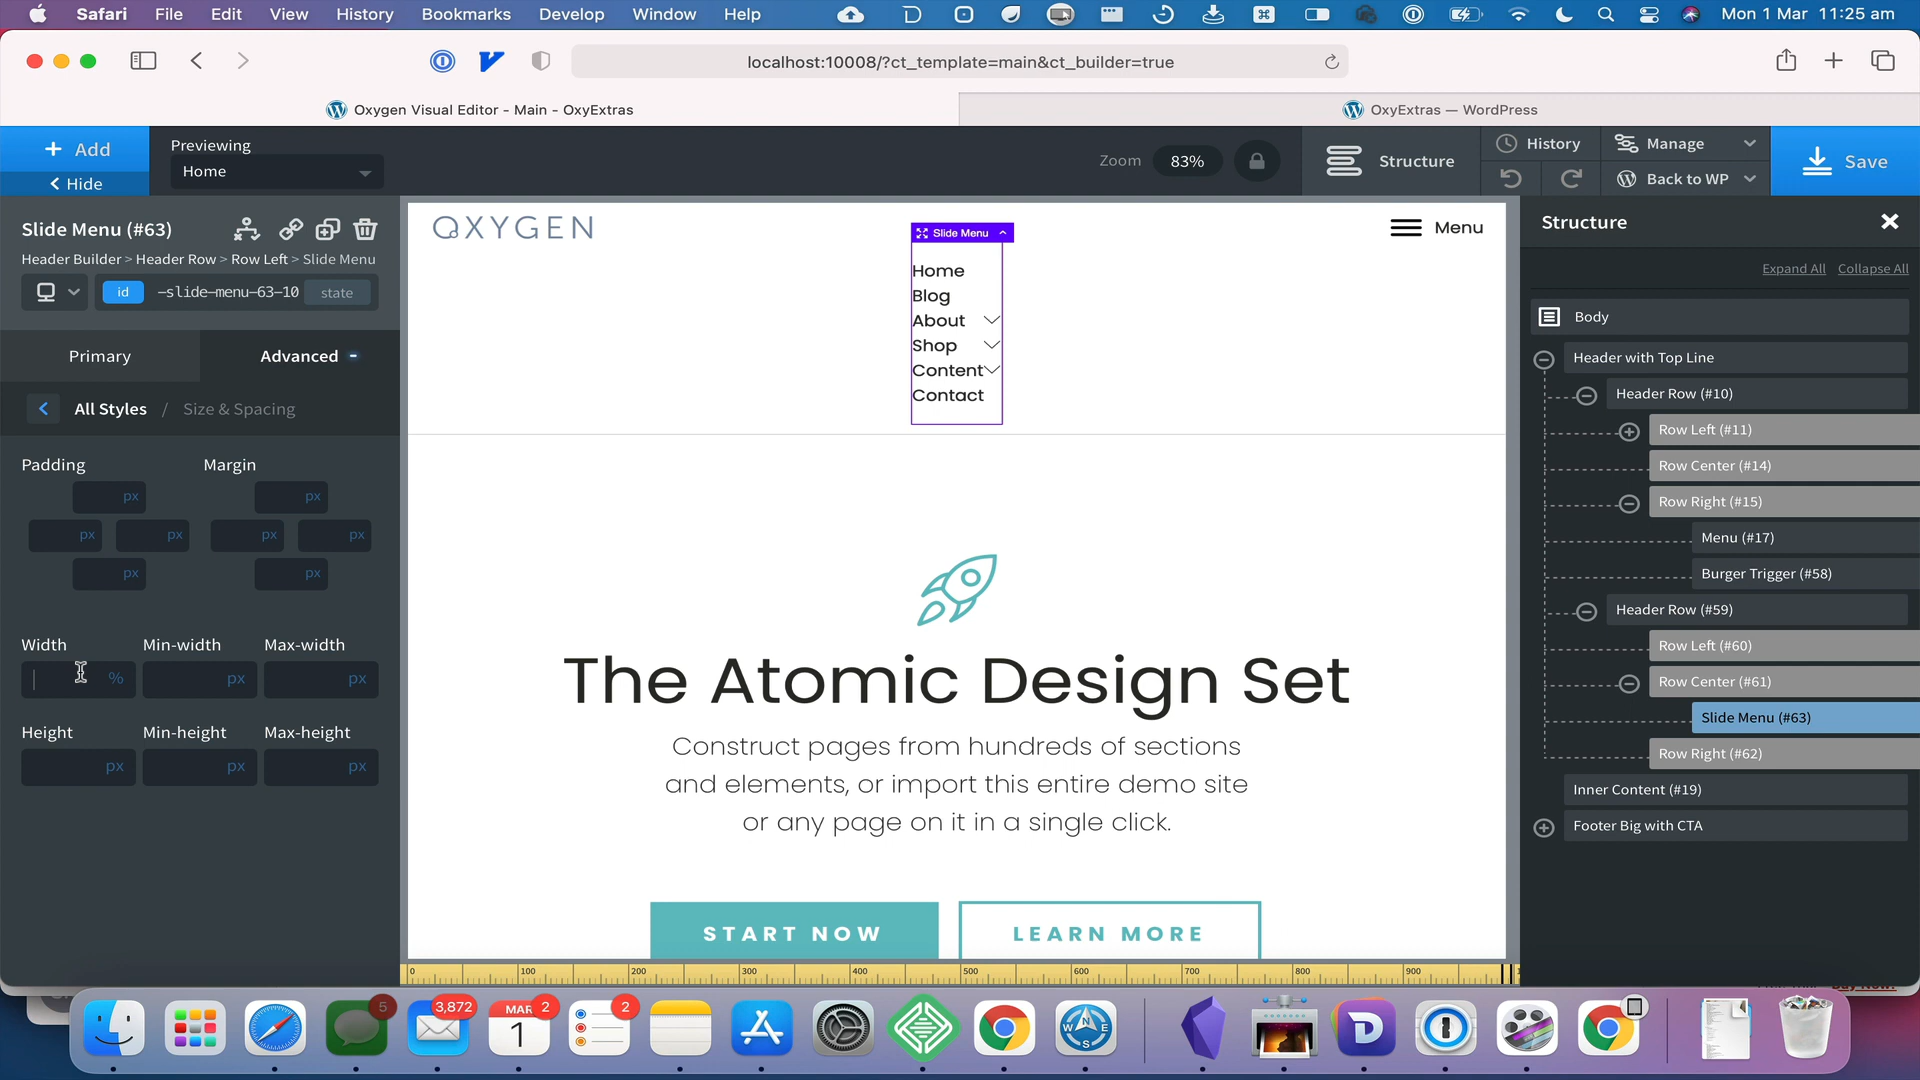 Safari File Edit View History Bookmarks Develop Window Help
Mon 1 Mar 11:25 am
localhost:10008/?ct_template=main&ct_builder=true
Oxygen Visual Editor - Main - OxyExtras
OxyExtras — WordPress
+ Add
< Hide
Previewing
Home
Zoom 83%
Structure
History
Manage
Back to WP
Save
Slide Menu (#63)
Header Builder > Header Row > Row Left > Slide Menu
id
-slide-menu-63-10
state
Primary
Advanced
All Styles / Size & Spacing
Padding
Margin
px
px
px
px
px
px
px
px
Width
Min-width
Max-width
%
px
px
Height
Min-height
Max-height
px
px
px
OXYGEN
Slide Menu
Home
Blog
About
Shop
Content
Contact
Menu
The Atomic Design Set
Construct pages from hundreds of sections
and elements, or import this entire demo site
or any page on it in a single click.
START NOW
LEARN MORE
0 100 200 300 400 500 600 700 800 900
Structure
Expand All Collapse All
Body
Header with Top Line
Header Row (#10)
Row Left (#11)
Row Center (#14)
Row Right (#15)
Menu (#17)
Burger Trigger (#58)
Header Row (#59)
Row Left (#60)
Row Center (#61)
Slide Menu (#63)
Row Right (#62)
Inner Content (#19)
Footer Big with CTA
5
3,872
MAR
1
2
2
N
W
E
S
D